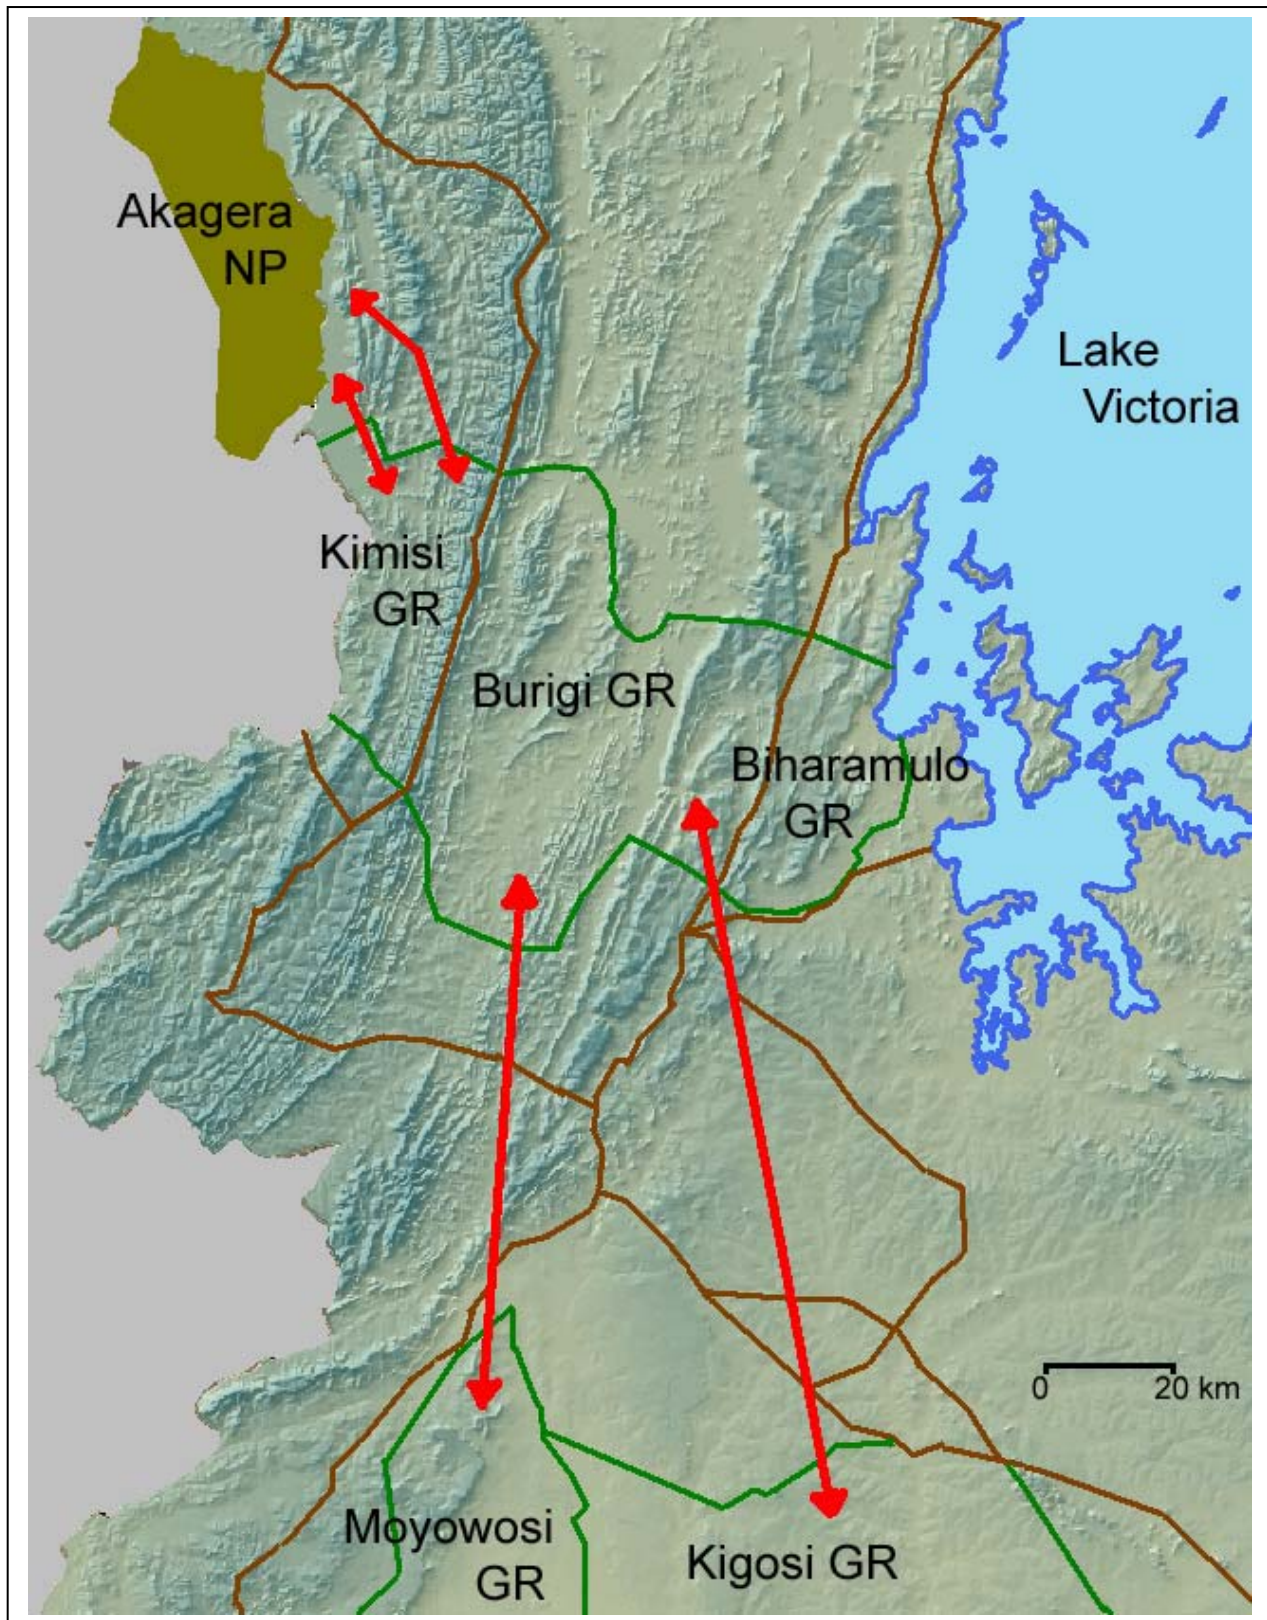 Akagera
NP
Lake
Victoria
Kimisi
GR
Burigi GR
Biharamulo
GR
0 20 km
Moyowosi
GR
Kigosi GR